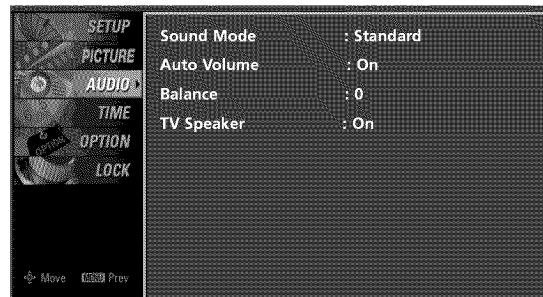 SETUP
PICTURE
AUDIO
TIME
OPTION
LOCK
Sound Mode : Standard
Auto Volume : On
Balance : 0
TV Speaker : On
OPTION
Move MENU Prev